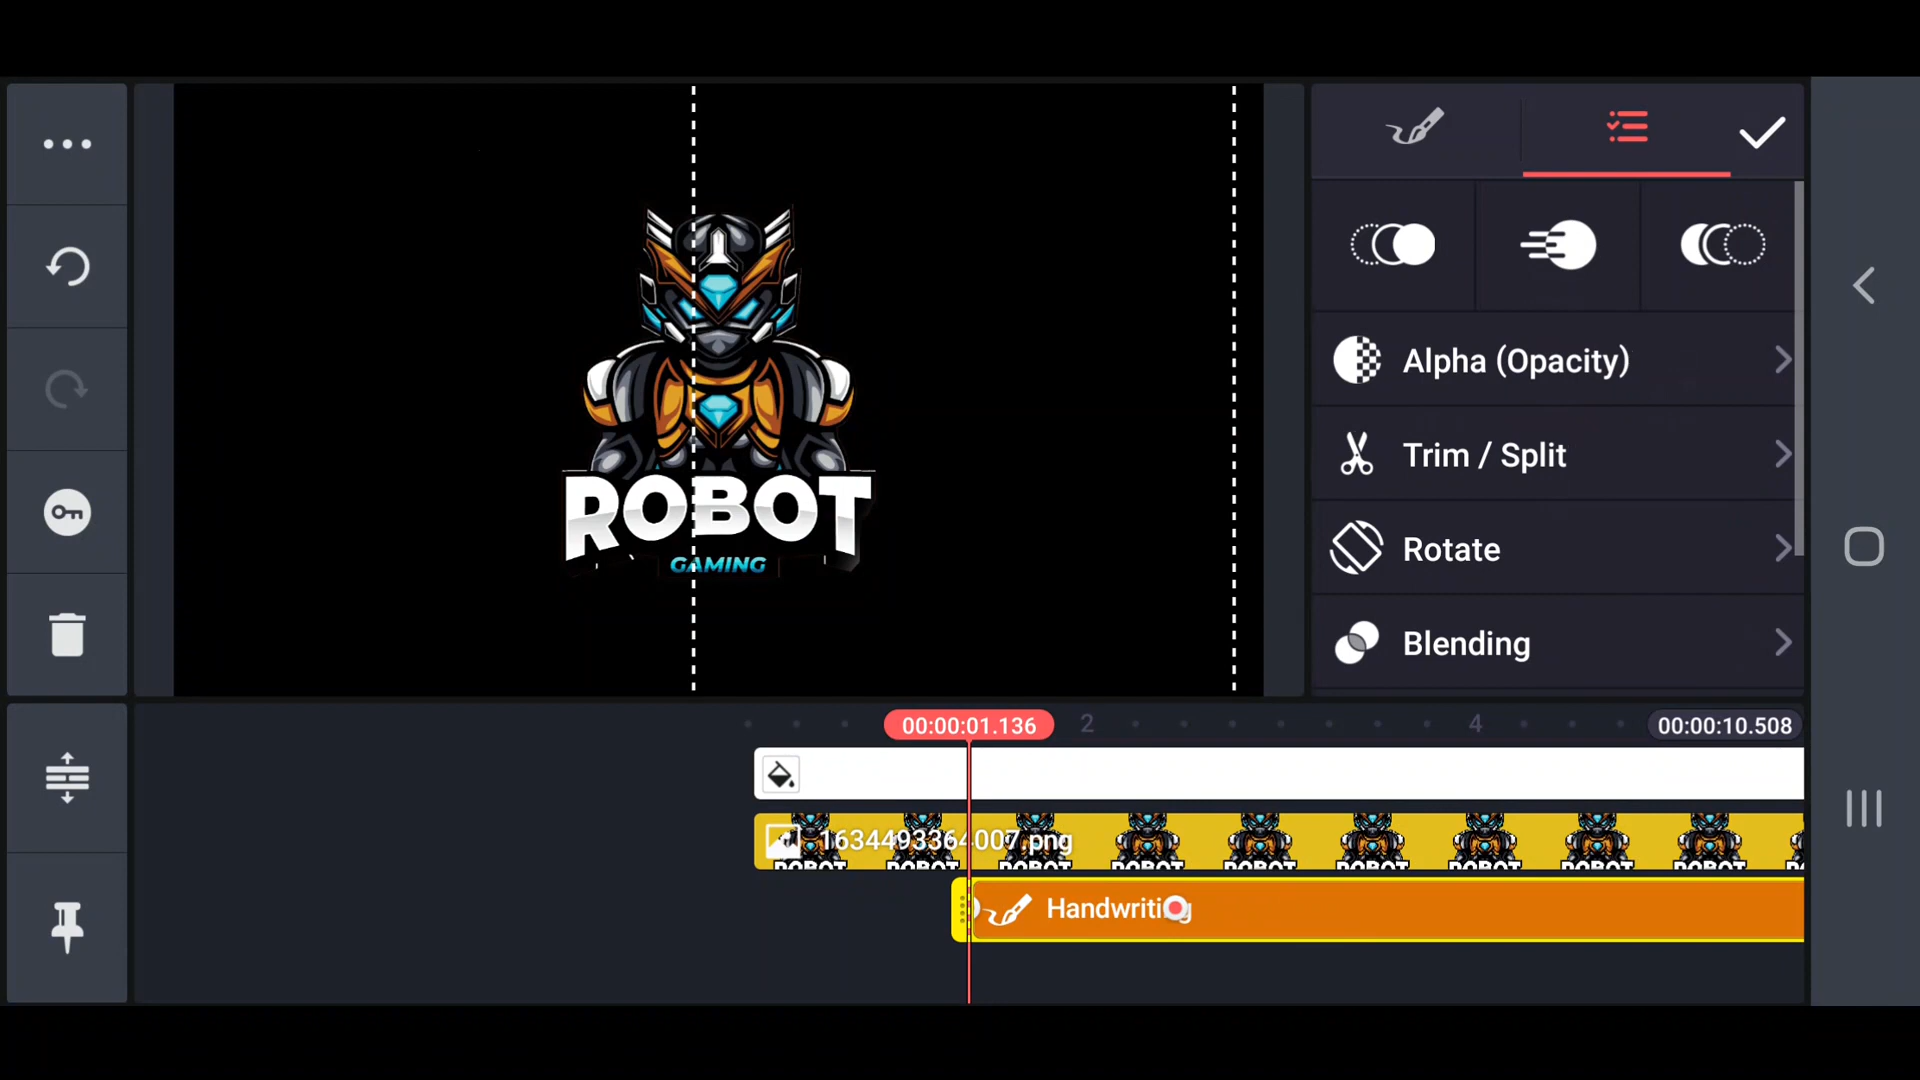 ROBOT
GAMING
Alpha (Opacity)
Trim / Split
Rotate
Blending
00:00:01.136
2
4
00:00:10.508
1634493364007.png
Handwriting